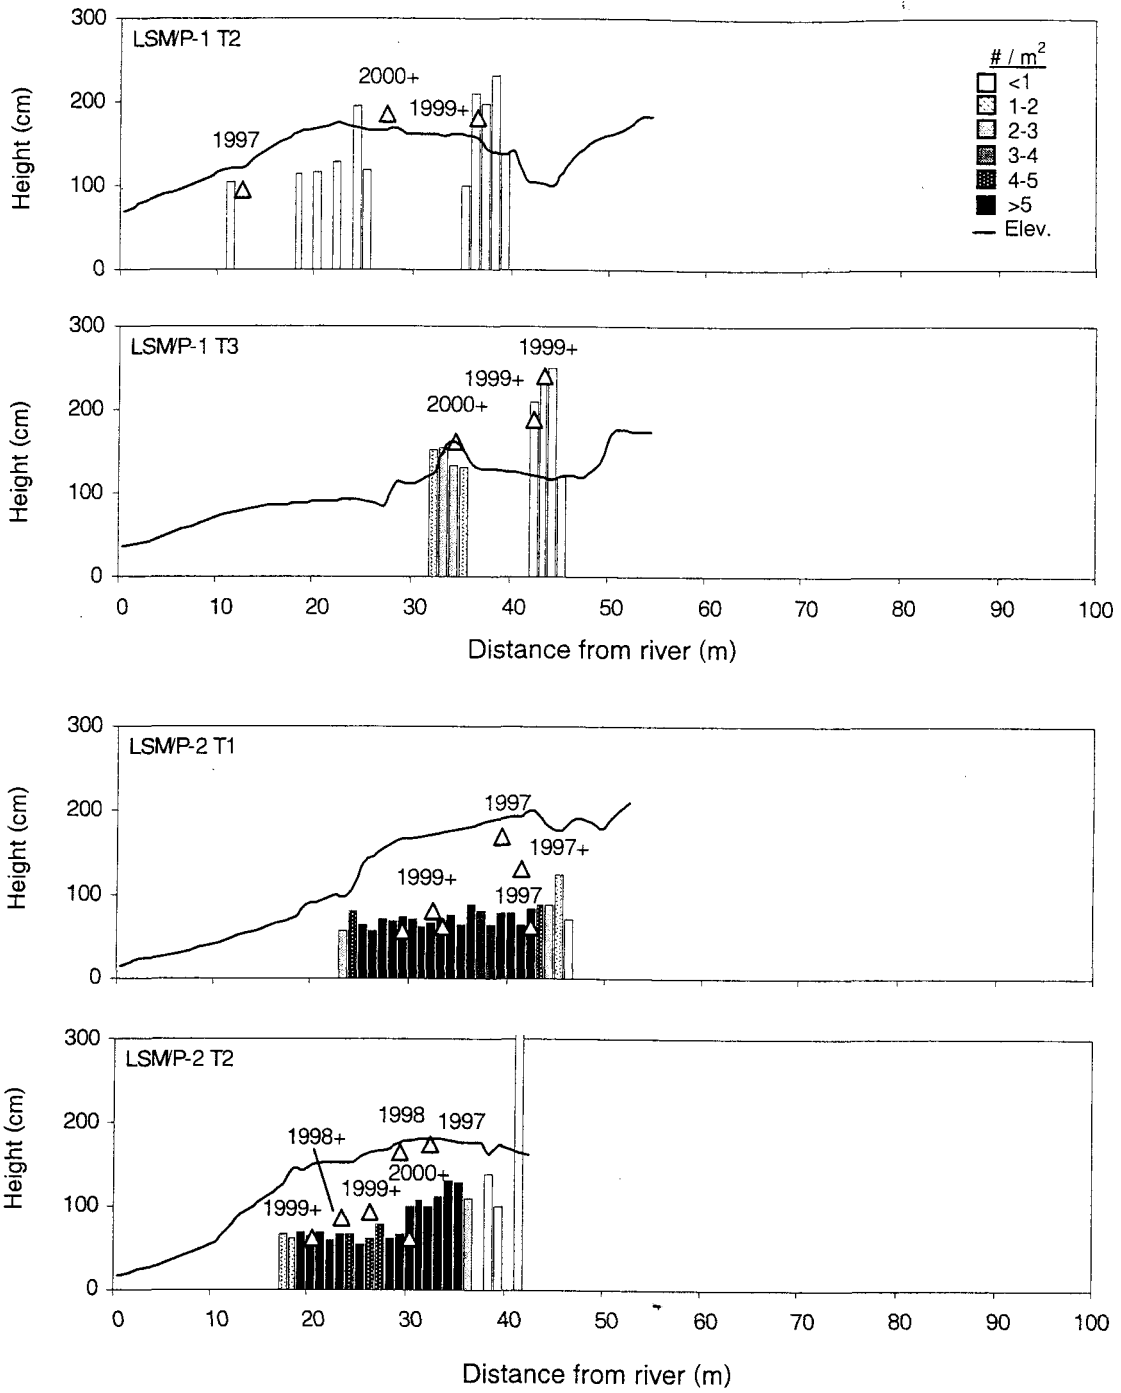 300
LSM/P-1 T2
# / m²
2000+
<1
200
1999+
1-2
1997
2-3
3-4
100
4-5
>5
Elev.
0
Height (cm)
300
1999+
LSM/P-1 T3
1999+
200
2000+
100
0
Height (cm)
0 10 20 30 40 50 60 70 80 90 100
Distance from river (m)
300
LSM/P-2 T1
200
1997
1997+
1999+
100
1997
0
Height (cm)
300
LSM/P-2 T2
200
1998
1997
1998+
2000+
1999+
100
1999+
0
Height (cm)
0 10 20 30 40 50 60 70 80 90 100
Distance from river (m)